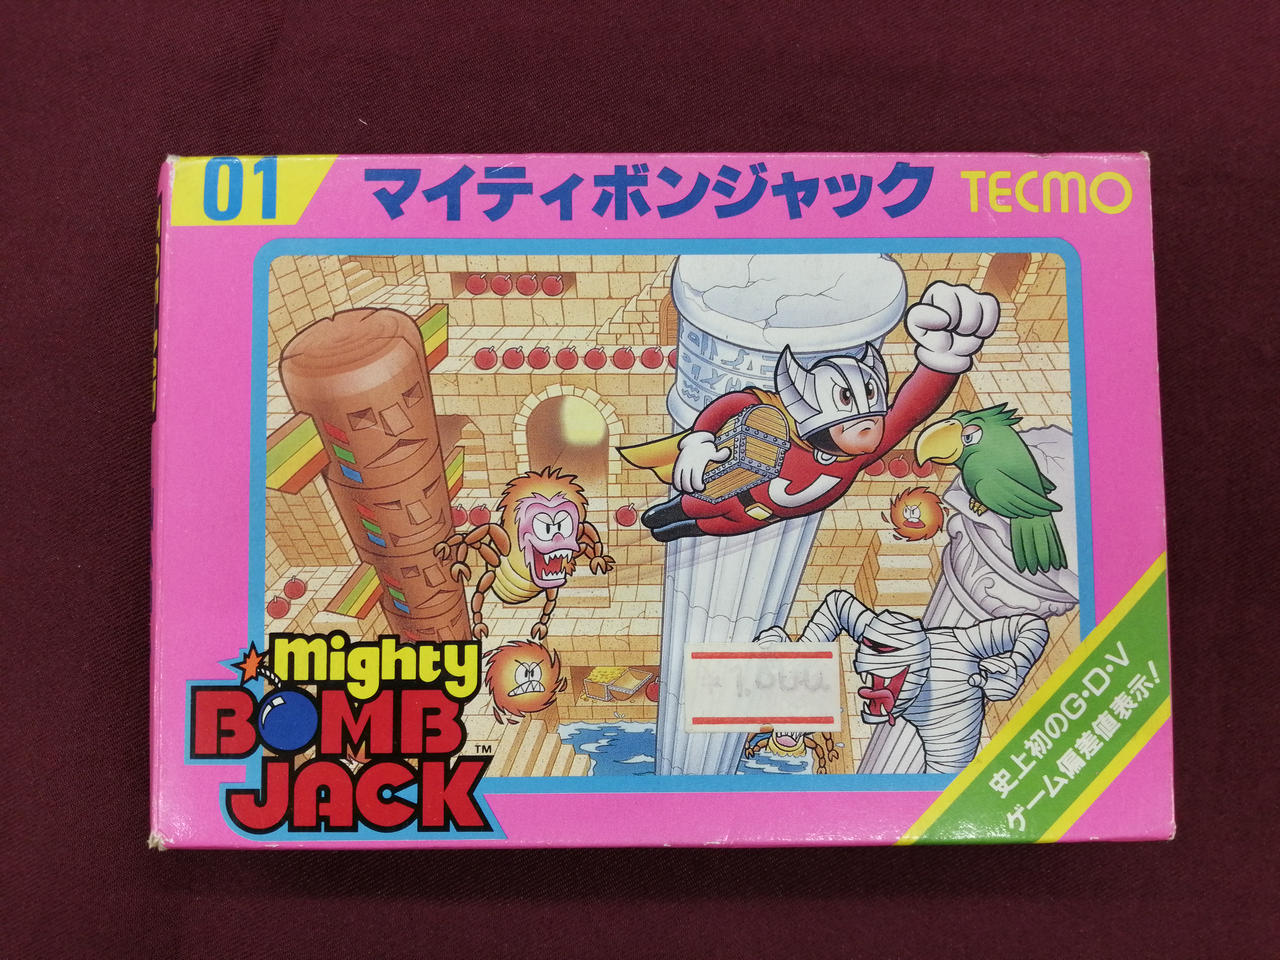 01
マイティボンジャック
TECMO
mighty
BOMB
JACK
TM
史上初のG・D・V
ゲーム偏差値表示!